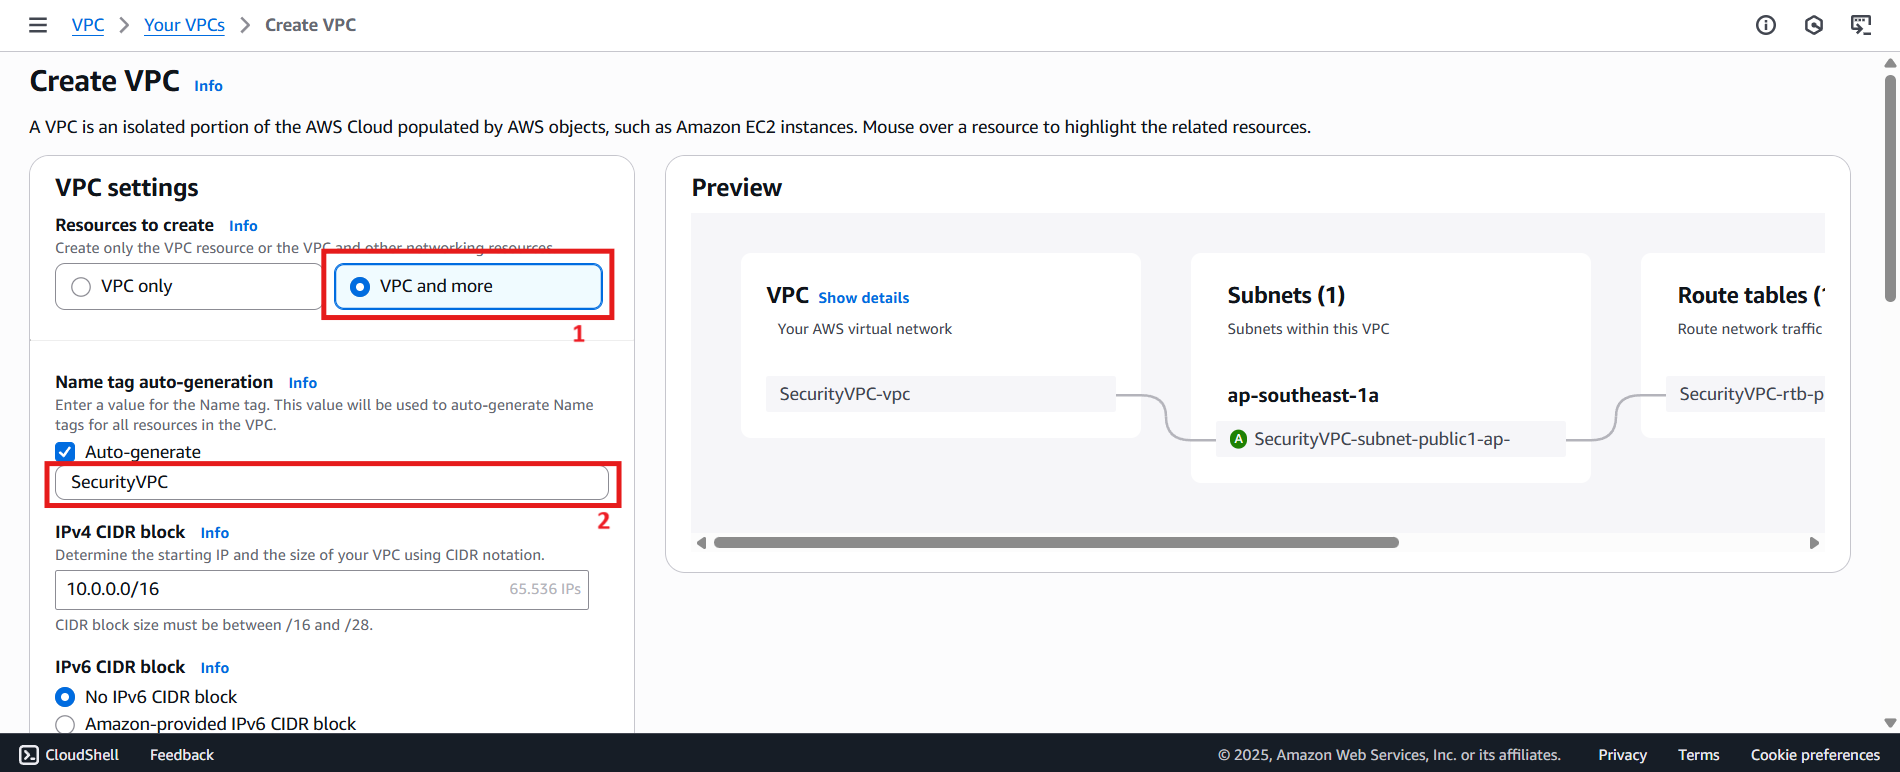 VPC > Your VPCs > Create VPC
Create VPC Info
A VPC is an isolated portion of the AWS Cloud populated by AWS objects, such as Amazon EC2 instances. Mouse over a resource to highlight the related resources.
VPC settings
Resources to create Info
Create only the VPC resource or the VPC and other networking resources.
VPC only
VPC and more
1
Name tag auto-generation Info
Enter a value for the Name tag. This value will be used to auto-generate Name
tags for all resources in the VPC.
Auto-generate
SecurityVPC
2
IPv4 CIDR block Info
Determine the starting IP and the size of your VPC using CIDR notation.
10.0.0.0/16 65.536 IPs
CIDR block size must be between /16 and /28.
IPv6 CIDR block Info
No IPv6 CIDR block
Amazon-provided IPv6 CIDR block
Preview
VPC Show details
Your AWS virtual network
SecurityVPC-vpc
Subnets (1)
Subnets within this VPC
ap-southeast-1a
A SecurityVPC-subnet-public1-ap-
Route tables (
Route network traffic
SecurityVPC-rtb-p
CloudShell Feedback © 2025, Amazon Web Services, Inc. or its affiliates. Privacy Terms Cookie preferences